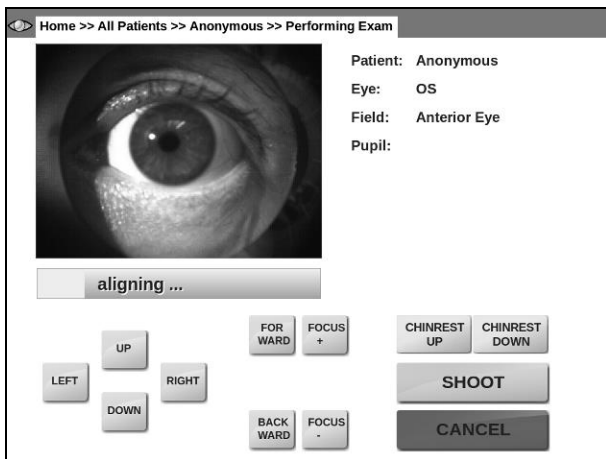 Home >> All Patients >> Anonymous >> Performing Exam
Patient: Anonymous
Eye: OS
Field: Anterior Eye
Pupil:
aligning ...
UP
LEFT
RIGHT
DOWN
FOR
WARD
FOCUS
+
BACK
WARD
FOCUS
-
CHINREST
UP
CHINREST
DOWN
SHOOT
CANCEL